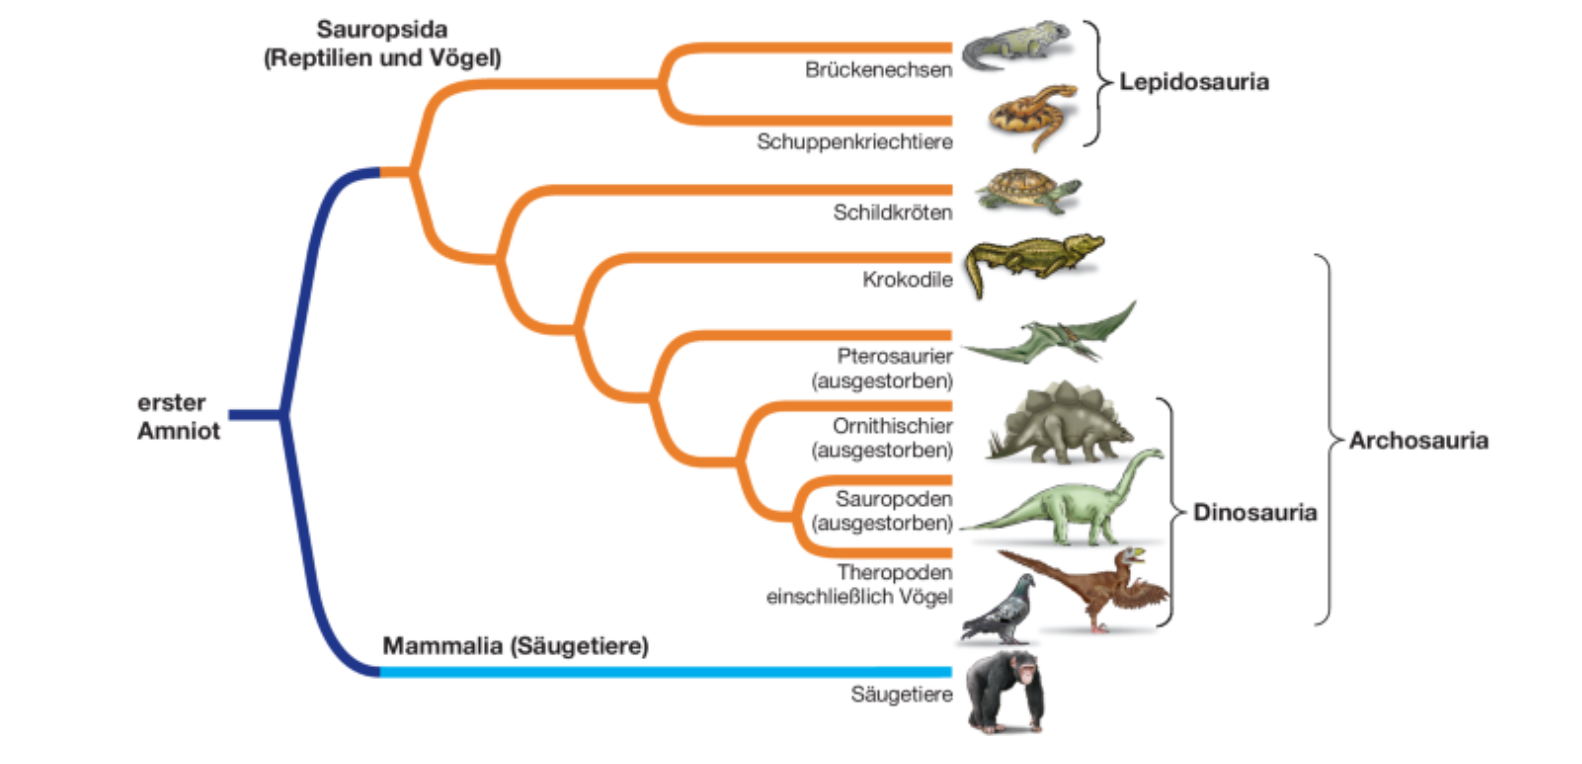 Sauropsida
(Reptilien und Vögel)
Brückenechsen
Lepidosauria
Schuppenkriechtiere
Schildkröten
Krokodile
Pterosaurier
(ausgestorben)
erster
Amniot
Ornithischier
(ausgestorben)
Archosauria
Sauropoden
(ausgestorben)
Dinosauria
Theropoden
einschließlich Vögel
Mammalia (Säugetiere)
Säugetiere